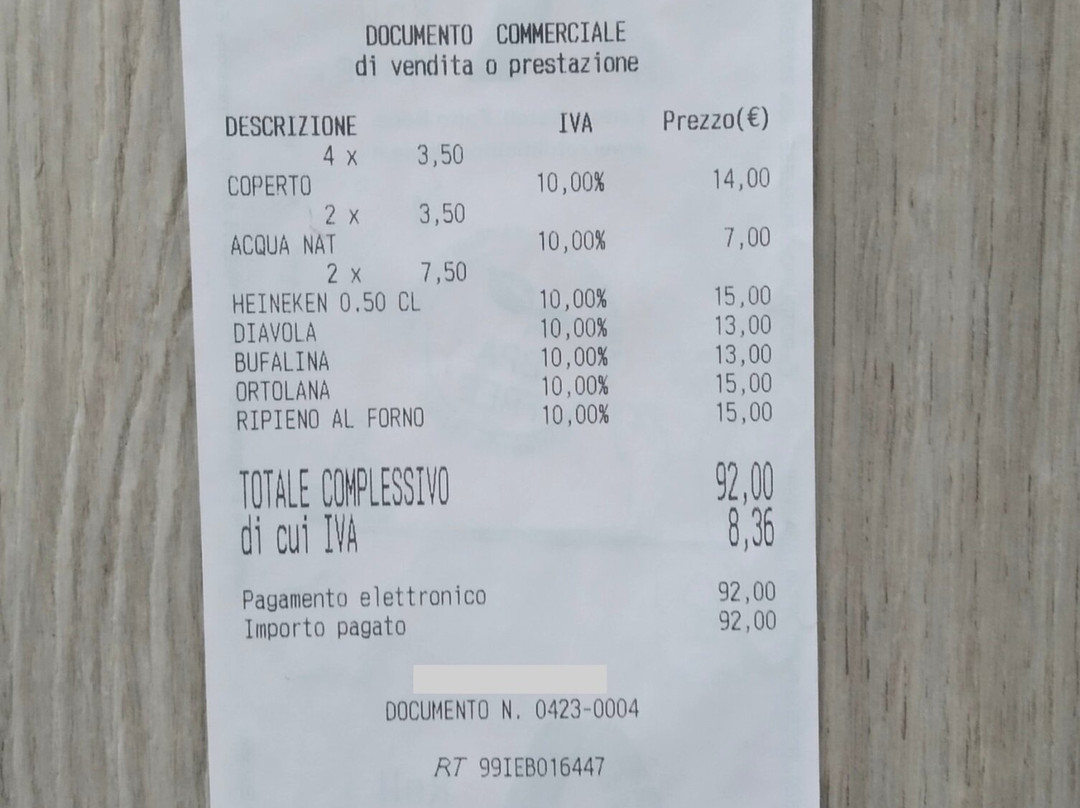 DOCUMENTO COMMERCIALE
di vendita o prestazione
DESCRIZIONE IVA Prezzo(€)
4 x 3,50
COPERTO 10,00% 14,00
2 x 3,50
ACQUA NAT 10,00% 7,00
2 x 7,50
HEINEKEN 0.50 CL 10,00% 15,00
DIAVOLA 10,00% 13,00
BUFALINA 10,00% 13,00
ORTOLANA 10,00% 15,00
RIPIENO AL FORNO 10,00% 15,00
TOTALE COMPLESSIVO 92,00
di cui IVA 8,36
Pagamento elettronico 92,00
Importo pagato 92,00
DOCUMENTO N. 0423-0004
RT 99IEB016447